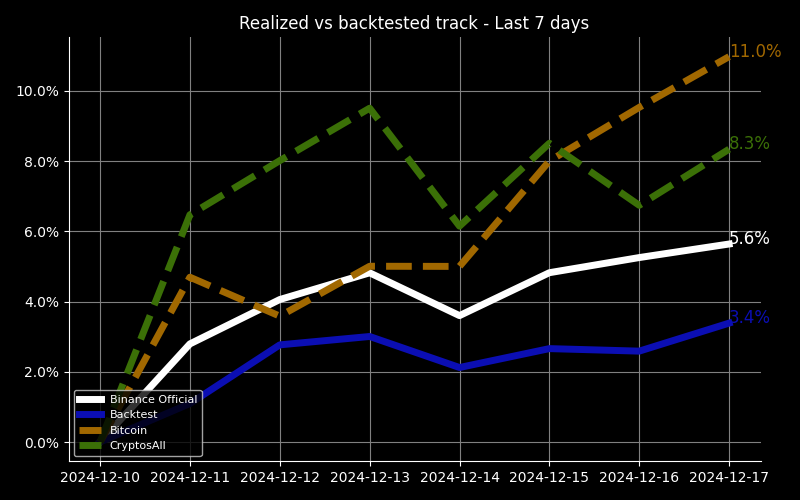 Realized vs backtested track - Last 7 days
11.0%
10.0%
8.3%
8.0%
6.0%
5.6%
4.0%
3.4%
2.0%
0.0%
Binance Official
Backtest
Bitcoin
CryptosAll
2024-12-10 2024-12-11 2024-12-12 2024-12-13 2024-12-14 2024-12-15 2024-12-16 2024-12-17